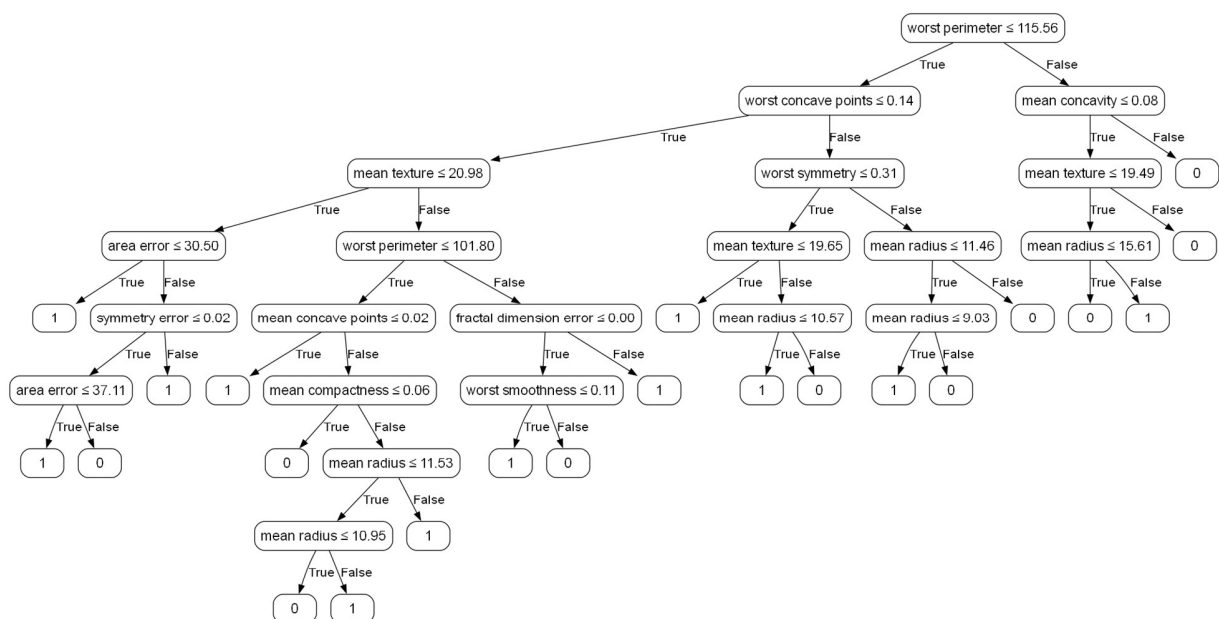 worst perimeter ≤ 115.56
True False
worst concave points ≤ 0.14 mean concavity ≤ 0.08
True False True False
mean texture ≤ 20.98 worst symmetry ≤ 0.31 mean texture ≤ 19.49 0
True False True False True False
area error ≤ 30.50 worst perimeter ≤ 101.80 mean texture ≤ 19.65 mean radius ≤ 11.46 mean radius ≤ 15.61 0
True False True False True False True False True False
1 symmetry error ≤ 0.02 mean concave points ≤ 0.02 fractal dimension error ≤ 0.00 1 mean radius ≤ 10.57 mean radius ≤ 9.03 0 0 1
True False True False True False True False True False
area error ≤ 37.11 1 1 mean compactness ≤ 0.06 worst smoothness ≤ 0.11 1 1 0 1 0
True False True False True False
1 0 0 mean radius ≤ 11.53 1 0
True False
mean radius ≤ 10.95 1
True False
0 1